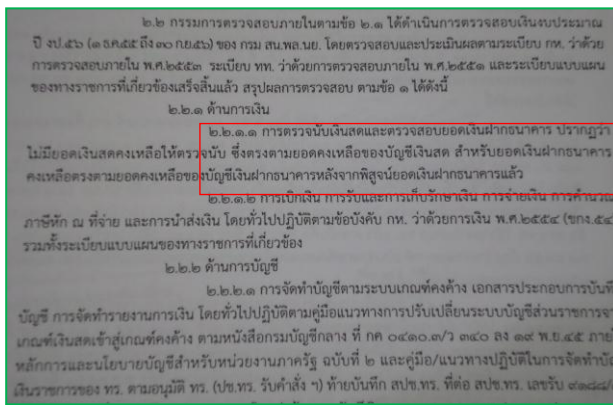 ๒.๒ กรรมการตรวจสอบภายในตามข้อ ๒.๑ ได้ดำเนินการตรวจสอบเงินงบประมาณ
ปี งป.๕๖ (๑ ธ.ค.๕๕ ถึง ๓๐ ก.ย.๕๖) ของ กรม สน.พล.นย. โดยตรวจสอบและประเมินผลตามระเบียบ กห. ว่าด้วย
การตรวจสอบภายใน พ.ศ.๒๕๕๓ ระเบียบ ทท. ว่าด้วยการตรวจสอบภายใน พ.ศ.๒๕๕๑ และระเบียบแบบแผน
ของทางราชการที่เกี่ยวข้องเสร็จสิ้นแล้ว สรุปผลการตรวจสอบ ตามข้อ ๑ ได้ดังนี้
๒.๒.๑ ด้านการเงิน
๒.๒.๑.๑ การตรวจนับเงินสดและตรวจสอบยอดเงินฝากธนาคาร ปรากฏว่า
ไม่มียอดเงินสดคงเหลือให้ตรวจนับ ซึ่งตรงตามยอดคงเหลือของบัญชีเงินสด สำหรับยอดเงินฝากธนาคาร
คงเหลือตรงตามยอดคงเหลือของบัญชีเงินฝากธนาคารหลังจากพิสูจน์ยอดเงินฝากธนาคารแล้ว
๒.๒.๑.๒ การเบิกเงิน การรับและการเก็บรักษาเงิน การจ่ายเงิน การคำนวณ
ภาษีหัก ณ ที่จ่าย และการนำส่งเงิน โดยทั่วไปปฏิบัติตามข้อบังคับ กห. ว่าด้วยการเงิน พ.ศ.๒๕๕๔ (ขกง.๕๔
รวมทั้งระเบียบแบบแผนของทางราชการที่เกี่ยวข้อง
๒.๒.๒ ด้านการบัญชี
๒.๒.๒.๑ การจัดทำบัญชีตามระบบเกณฑ์คงค้าง เอกสารประกอบการบันทึ
บัญชี การจัดทำรายงานการเงิน โดยทั่วไปปฏิบัติตามคู่มือแนวทางการปรับเปลี่ยนระบบบัญชีส่วนราชการจา
เกณฑ์เงินสดเข้าสู่เกณฑ์คงค้าง ตามหนังสือกรมบัญชีกลาง ที่ กค ๐๔๑๐.๓/ว ๓๔๐ ลง ๑๙ พ.ย.๔๕ ภายใ
หลักการและนโยบายบัญชีสำหรับหน่วยงานภาครัฐ ฉบับที่ ๒ และคู่มือ/แนวทางปฏิบัติในการจัดทำบัญ
เงินราชการของ ทร. ตามอนุมัติ ทร. (ปช.ทร. รับคำสั่ง ฯ) ท้ายบันทึก สปช.ทร. ที่ต่อ สปช.ทร. เลขรับ